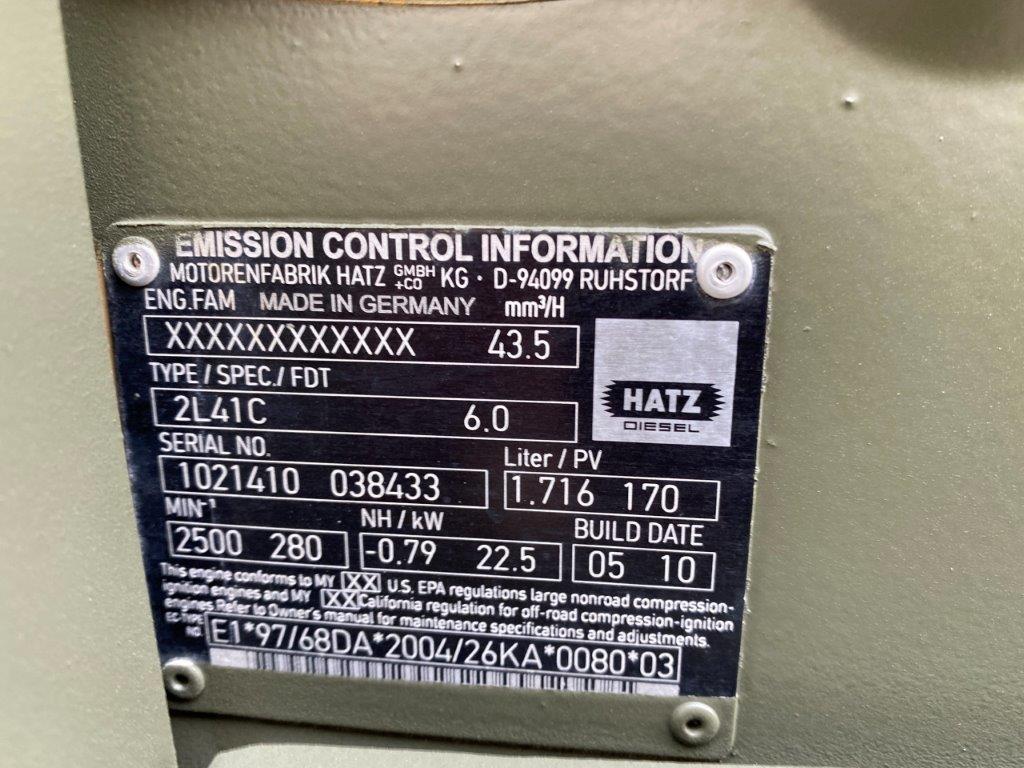 EMISSION CONTROL INFORMATION
MOTORENFABRIK HATZ GMBH +CO KG · D-94099 RUHSTORF
ENG.FAM MADE IN GERMANY mm³/H
XXXXXXXXXXXX 43.5
TYPE / SPEC./ FDT
2L41C 6.0
HATZ
DIESEL
SERIAL NO. Liter / PV
1021410 038433 1.716 170
MIN⁻¹ NH / kW BUILD DATE
2500 280 -0.79 22.5 05 10
This engine conforms to MY XX U.S. EPA regulations large nonroad compression-
ignition engines and MY XX California regulation for off-road compression-ignition
engines Refer to Owner's manual for maintenance specifications and adjustments.
EC-TYPE NO. E1*97/68DA*2004/26KA*0080*03